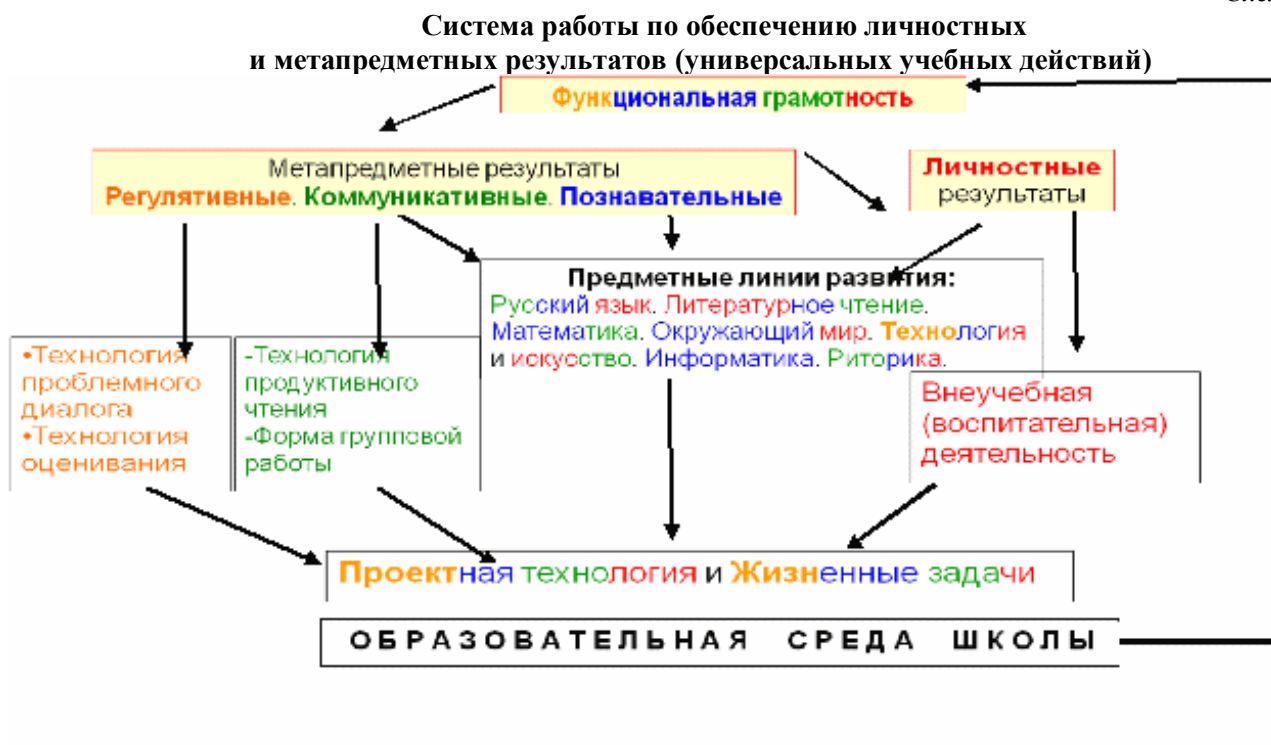 Система работы по обеспечению личностных
и метапредметных результатов (универсальных учебных действий)
Функциональная грамотность
Метапредметные результаты
Регулятивные. Коммуникативные. Познавательные
Личностные
результаты
Предметные линии развития:
Русский язык. Литературное чтение.
Математика. Окружающий мир. Технология
и искусство. Информатика. Риторика.
•Технология
проблемного
диалога
•Технология
оценивания
-Технология
продуктивного
чтения
-Форма групповой
работы
Внеучебная
(воспитательная)
деятельность
Проектная технология и Жизненные задачи
ОБРАЗОВАТЕЛЬНАЯ СРЕДА ШКОЛЫ